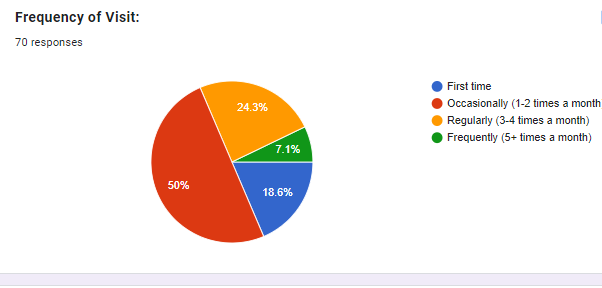 Frequency of Visit:
70 responses
24.3%
7.1%
50%
18.6%
First time
Occasionally (1-2 times a month
Regularly (3-4 times a month)
Frequently (5+ times a month)